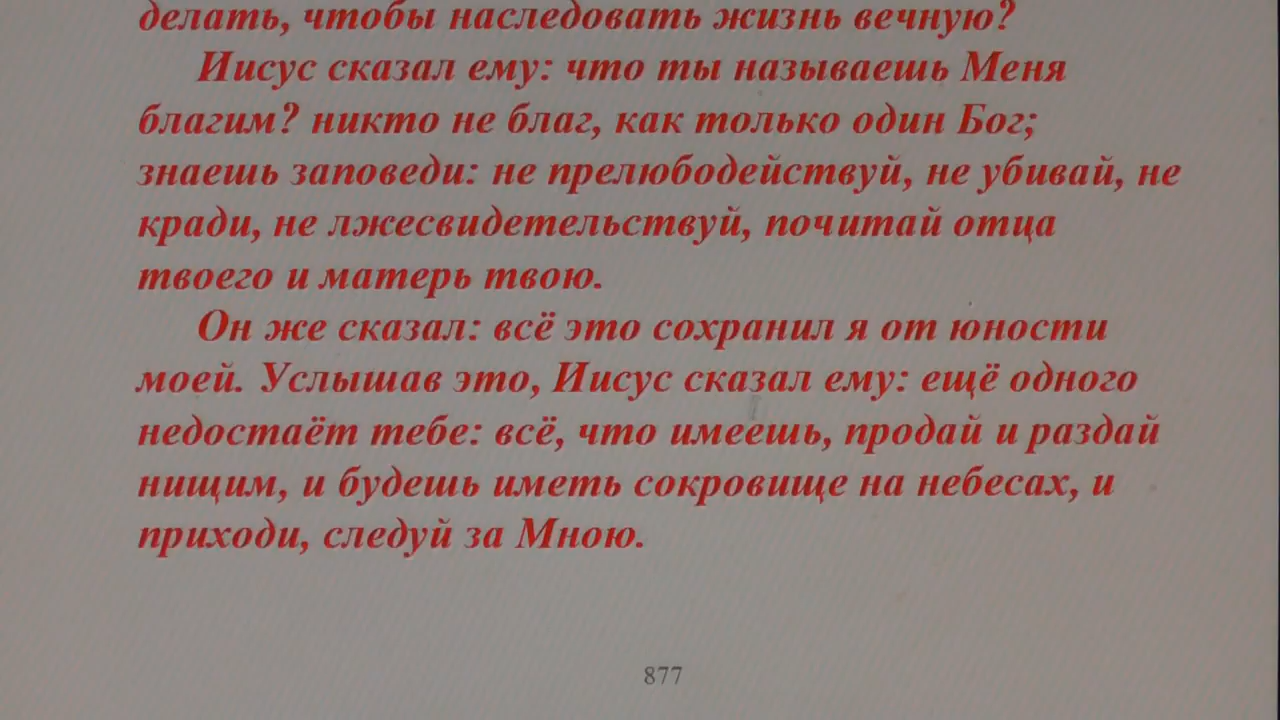 делать, чтобы наследовать жизнь вечную?
Иисус сказал ему: что ты называешь Меня
благим? никто не благ, как только один Бог;
знаешь заповеди: не прелюбодействуй, не убивай, не
кради, не лжесвидетельствуй, почитай отца
твоего и матерь твою.
Он же сказал: всё это сохранил я от юности
моей. Услышав это, Иисус сказал ему: ещё одного
недостаёт тебе: всё, что имеешь, продай и раздай
нищим, и будешь иметь сокровище на небесах, и
приходи, следуй за Мною.
877